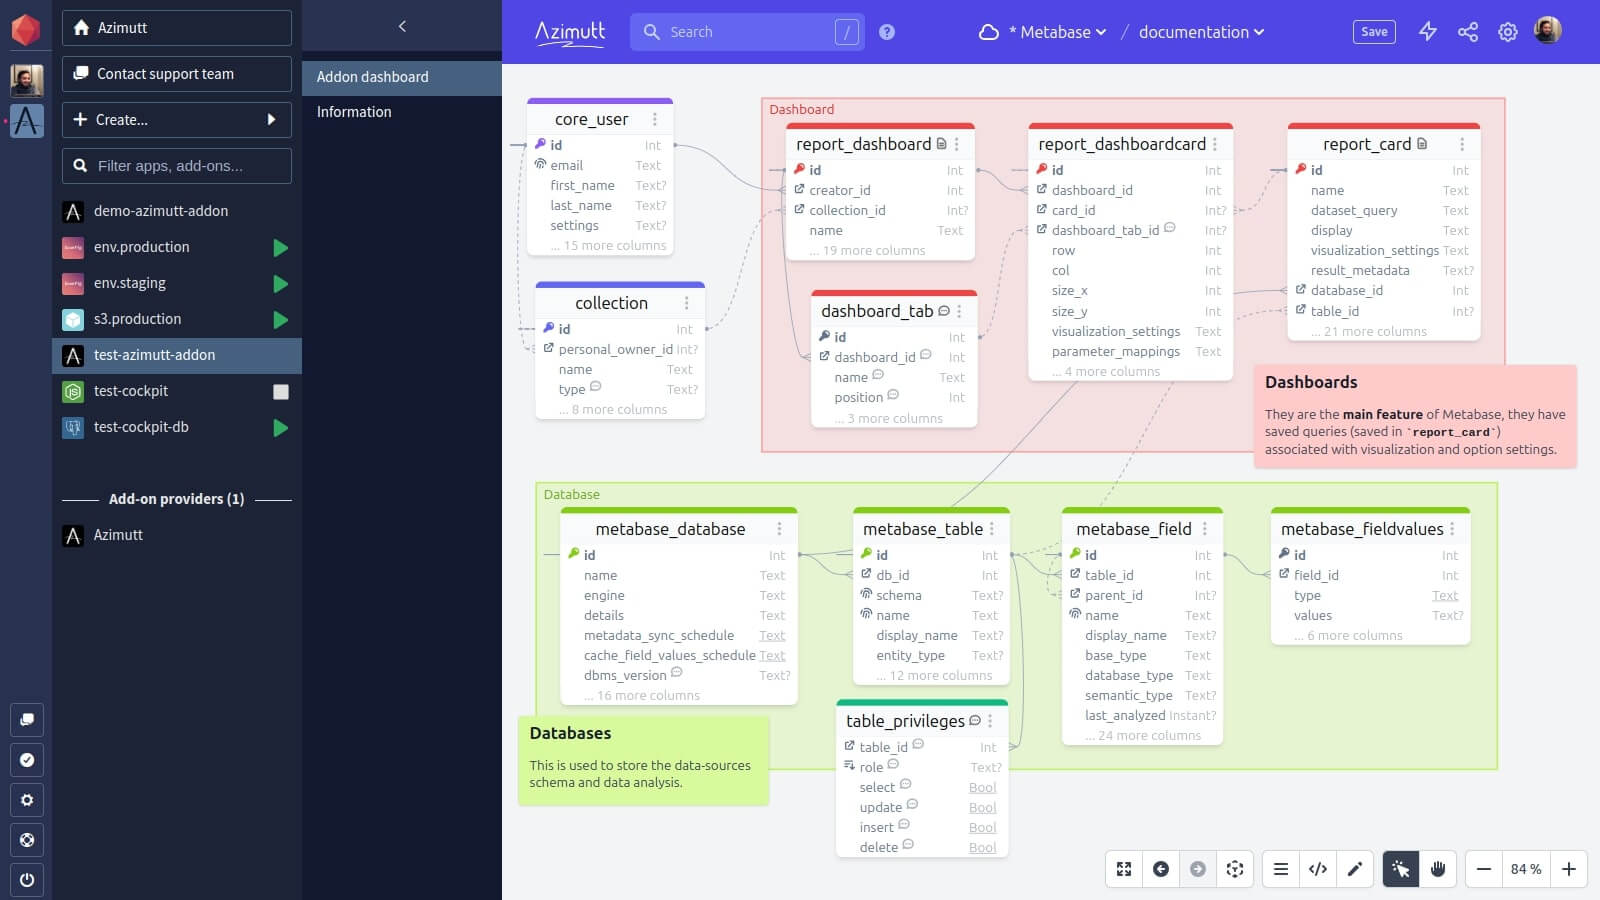 Azimutt
Contact support team
Create...
Filter apps, add-ons...
demo-azimutt-addon
env.production
env.staging
s3.production
test-azimutt-addon
test-cockpit
test-cockpit-db
Add-on providers (1)
Azimutt
Addon dashboard
Information
Azimutt
Search
/
?
* Metabase
/
documentation
Save
core_user
id Int
email Text
first_name Text?
last_name Text?
settings Text?
... 15 more columns
collection
id Int
personal_owner_id Int?
name Text
type Text?
... 8 more columns
Dashboard
report_dashboard
id Int
creator_id Int
collection_id Int?
name Text
... 19 more columns
dashboard_tab
id Int
dashboard_id Int
name Text
position Int
... 3 more columns
report_dashboardcard
id Int
dashboard_id Int
card_id Int?
dashboard_tab_id Int?
row Int
col Int
size_x Int
size_y Int
visualization_settings Text
parameter_mappings Text
... 4 more columns
report_card
id Int
name Text
dataset_query Text
display Text
visualization_settings Text
result_metadata Text?
database_id Int
table_id Int?
... 21 more columns
Dashboards
They are the main feature of Metabase, they have
saved queries (saved in `report_card`)
associated with visualization and option settings.
Database
metabase_database
id Int
name Text
engine Text
details Text
metadata_sync_schedule Text
cache_field_values_schedule Text
dbms_version Text?
... 16 more columns
Databases
This is used to store the data-sources
schema and data analysis.
metabase_table
id Int
db_id Int
schema Text?
name Text
display_name Text?
entity_type Text?
... 12 more columns
table_privileges
table_id Int
role Text?
select Bool
update Bool
insert Bool
delete Bool
metabase_field
id Int
table_id Int
parent_id Int?
name Text
display_name Text?
base_type Text
database_type Text
semantic_type Text?
last_analyzed Instant?
... 24 more columns
metabase_fieldvalues
id Int
field_id Int
type Text
values Text?
... 6 more columns
84 %